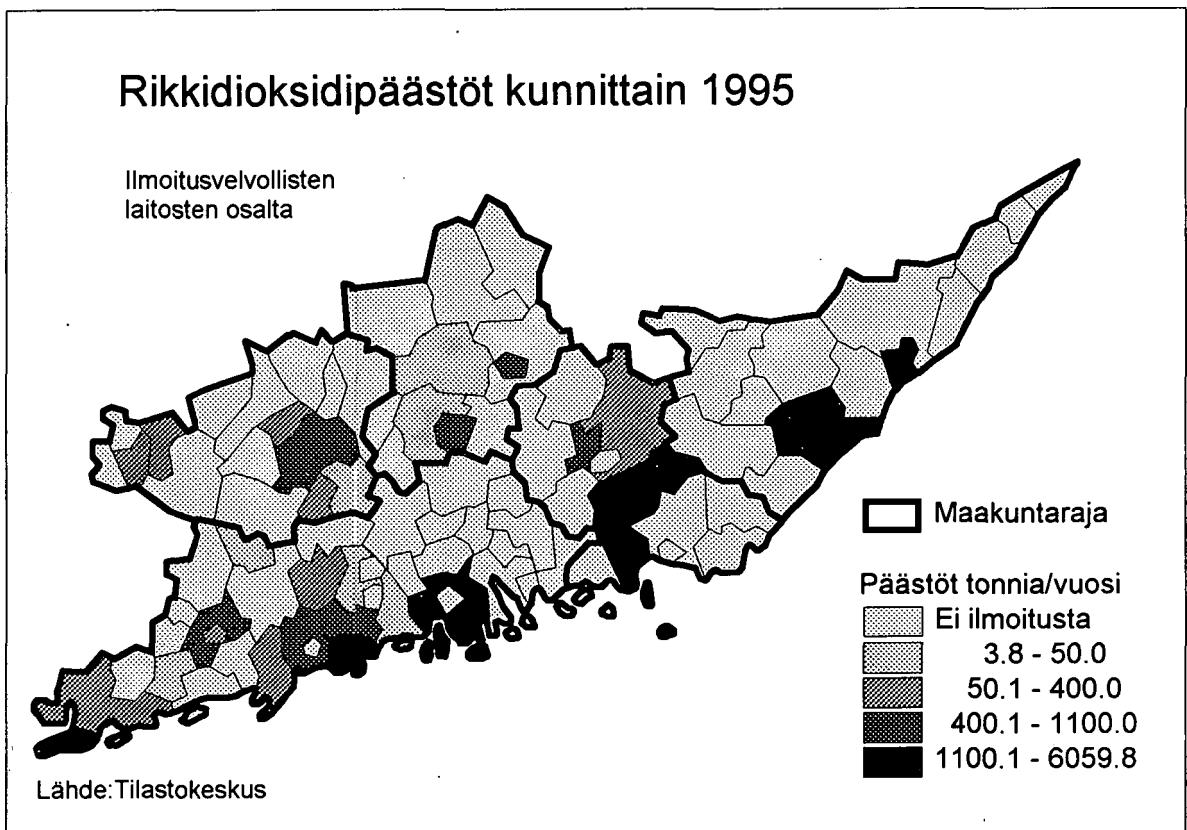 Rikkidioksidipäästöt kunnittain 1995
Ilmoitusvelvollisten
laitosten osalta
Maakuntaraja
Päästöt tonnia/vuosi
Ei ilmoitusta
3.8 - 50.0
50.1 - 400.0
400.1 - 1100.0
1100.1 - 6059.8
Lähde:Tilastokeskus